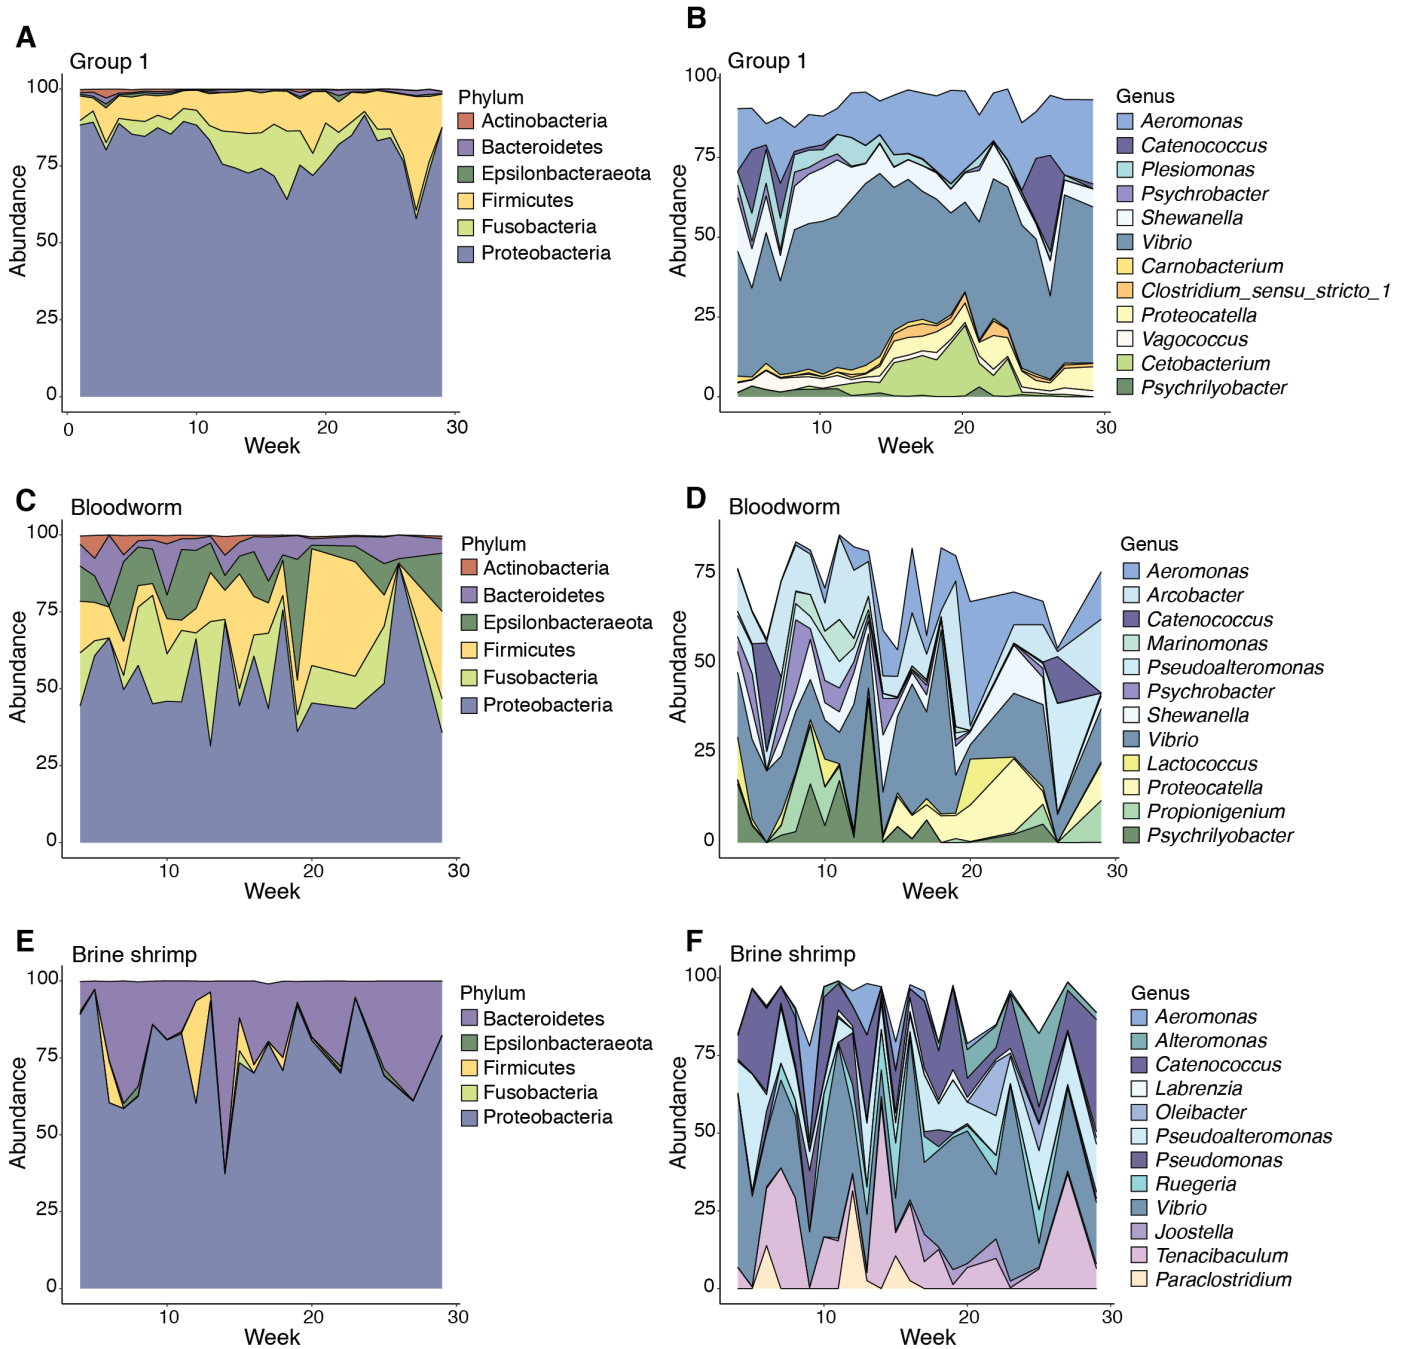 A
Group 1
100
75
50
25
0
Abundance
0
10
20
30
Week
Phylum
Actinobacteria
Bacteroidetes
Epsilonbacteraeota
Firmicutes
Fusobacteria
Proteobacteria
B
Group 1
100
75
50
25
0
Abundance
10
20
30
Week
Genus
Aeromonas
Catenococcus
Plesiomonas
Psychrobacter
Shewanella
Vibrio
Carnobacterium
Clostridium_sensu_stricto_1
Proteocatella
Vagococcus
Cetobacterium
Psychrilyobacter
C
Bloodworm
100
75
50
25
0
Abundance
10
20
30
Week
Phylum
Actinobacteria
Bacteroidetes
Epsilonbacteraeota
Firmicutes
Fusobacteria
Proteobacteria
D
Bloodworm
75
50
25
0
Abundance
10
20
30
Week
Genus
Aeromonas
Arcobacter
Catenococcus
Marinomonas
Pseudoalteromonas
Psychrobacter
Shewanella
Vibrio
Lactococcus
Proteocatella
Propionigenium
Psychrilyobacter
E
Brine shrimp
100
75
50
25
0
Abundance
10
20
30
Week
Phylum
Bacteroidetes
Epsilonbacteraeota
Firmicutes
Fusobacteria
Proteobacteria
F
Brine shrimp
100
75
50
25
0
Abundance
10
20
30
Week
Genus
Aeromonas
Alteromonas
Catenococcus
Labrenzia
Oleibacter
Pseudoalteromonas
Pseudomonas
Ruegeria
Vibrio
Joostella
Tenacibaculum
Paraclostridium